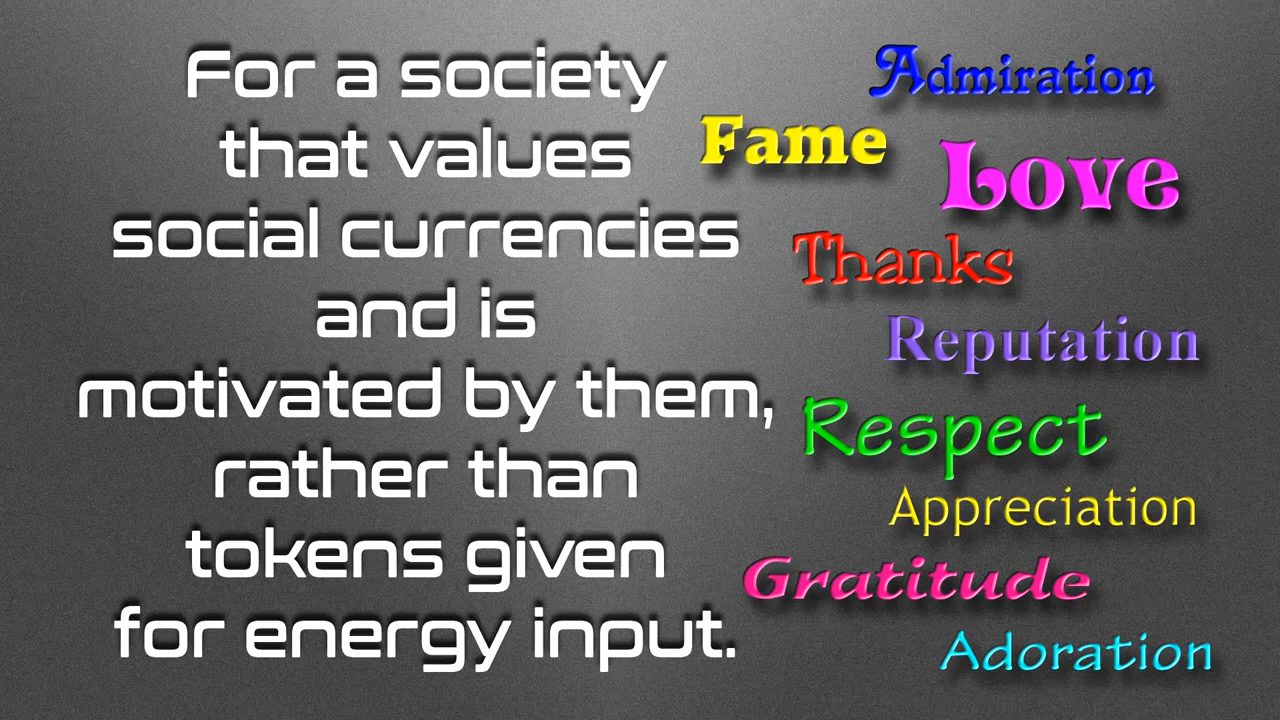 For a society
that values
social currencies
and is
motivated by them,
rather than
tokens given
for energy input.
Admiration
Fame
Love
Thanks
Reputation
Respect
Appreciation
Gratitude
Adoration